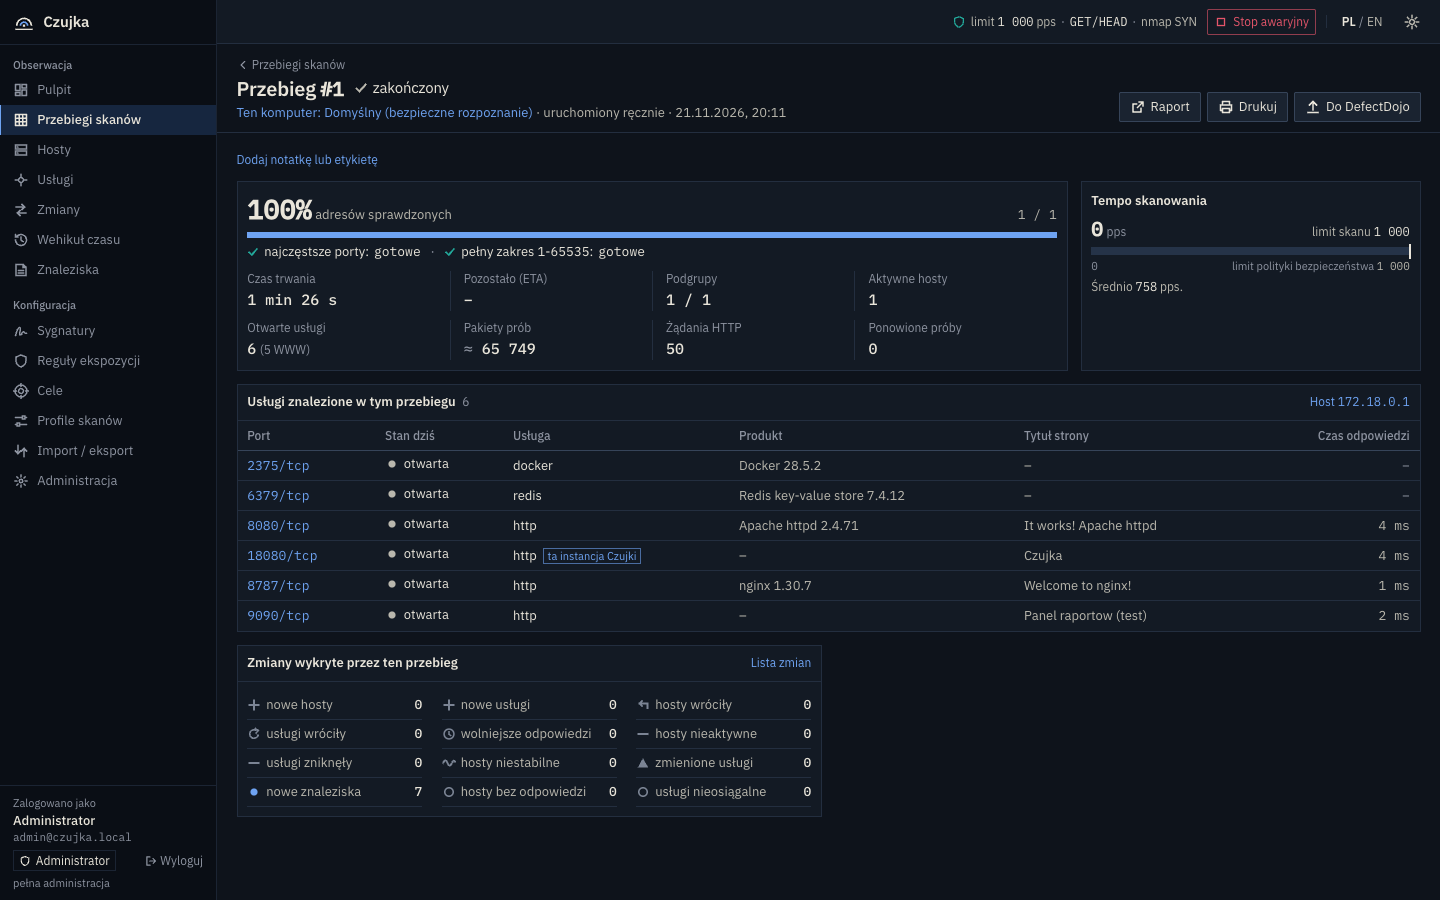 Czujka
limit 1 000 pps · GET/HEAD · nmap SYN
Stop awaryjny
PL / EN
Obserwacja
Pulpit
Przebiegi skanów
Hosty
Usługi
Zmiany
Wehikuł czasu
Znaleziska
Konfiguracja
Sygnatury
Reguły ekspozycji
Cele
Profile skanów
Import / eksport
Administracja
Zalogowano jako
Administrator
admin@czujka.local
Administrator
Wyloguj
pełna administracja
Przebiegi skanów
Przebieg #1 zakończony
Ten komputer: Domyślny (bezpieczne rozpoznanie) · uruchomiony ręcznie · 21.11.2026, 20:11
Raport
Drukuj
Do DefectDojo
Dodaj notatkę lub etykietę
100% adresów sprawdzonych 1 / 1
najczęstsze porty: gotowe · pełny zakres 1-65535: gotowe
Czas trwania Pozostało (ETA) Podgrupy Aktywne hosty
1 min 26 s – 1 / 1 1
Otwarte usługi Pakiety prób Żądania HTTP Ponowione próby
6 (5 WWW) ≈ 65 749 50 0
Tempo skanowania
0 pps limit skanu 1 000
0 limit polityki bezpieczeństwa 1 000
Średnio 758 pps.
Usługi znalezione w tym przebiegu 6 Host 172.18.0.1
Port Stan dziś Usługa Produkt Tytuł strony Czas odpowiedzi
2375/tcp otwarta docker Docker 28.5.2 – –
6379/tcp otwarta redis Redis key-value store 7.4.12 – –
8080/tcp otwarta http Apache httpd 2.4.71 It works! Apache httpd 4 ms
18080/tcp otwarta http ta instancja Czujki – Czujka 4 ms
8787/tcp otwarta http nginx 1.30.7 Welcome to nginx! 1 ms
9090/tcp otwarta http – Panel raportow (test) 2 ms
Zmiany wykryte przez ten przebieg Lista zmian
nowe hosty 0 nowe usługi 0 hosty wróciły 0
usługi wróciły 0 wolniejsze odpowiedzi 0 hosty nieaktywne 0
usługi zniknęły 0 hosty niestabilne 0 zmienione usługi 0
nowe znaleziska 7 hosty bez odpowiedzi 0 usługi nieosiągalne 0